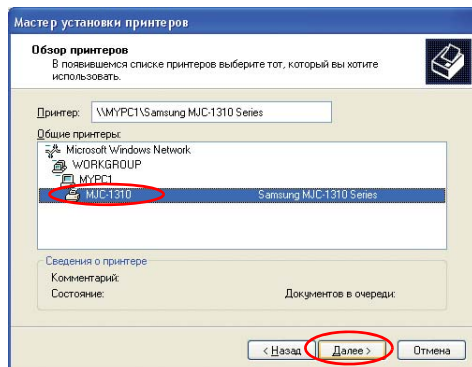 Мастер установки принтеров
Обзор принтеров
В появившемся списке принтеров выберите тот, который вы хотите
использовать.
Принтер: \\MYPC1\Samsung MJC-1310 Series
Общие принтеры:
Microsoft Windows Network
WORKGROUP
MYPC1
MJC-1310 Samsung MJC-1310 Series
Сведения о принтере
Комментарий:
Состояние: Документов в очереди:
< Назад Далее > Отмена